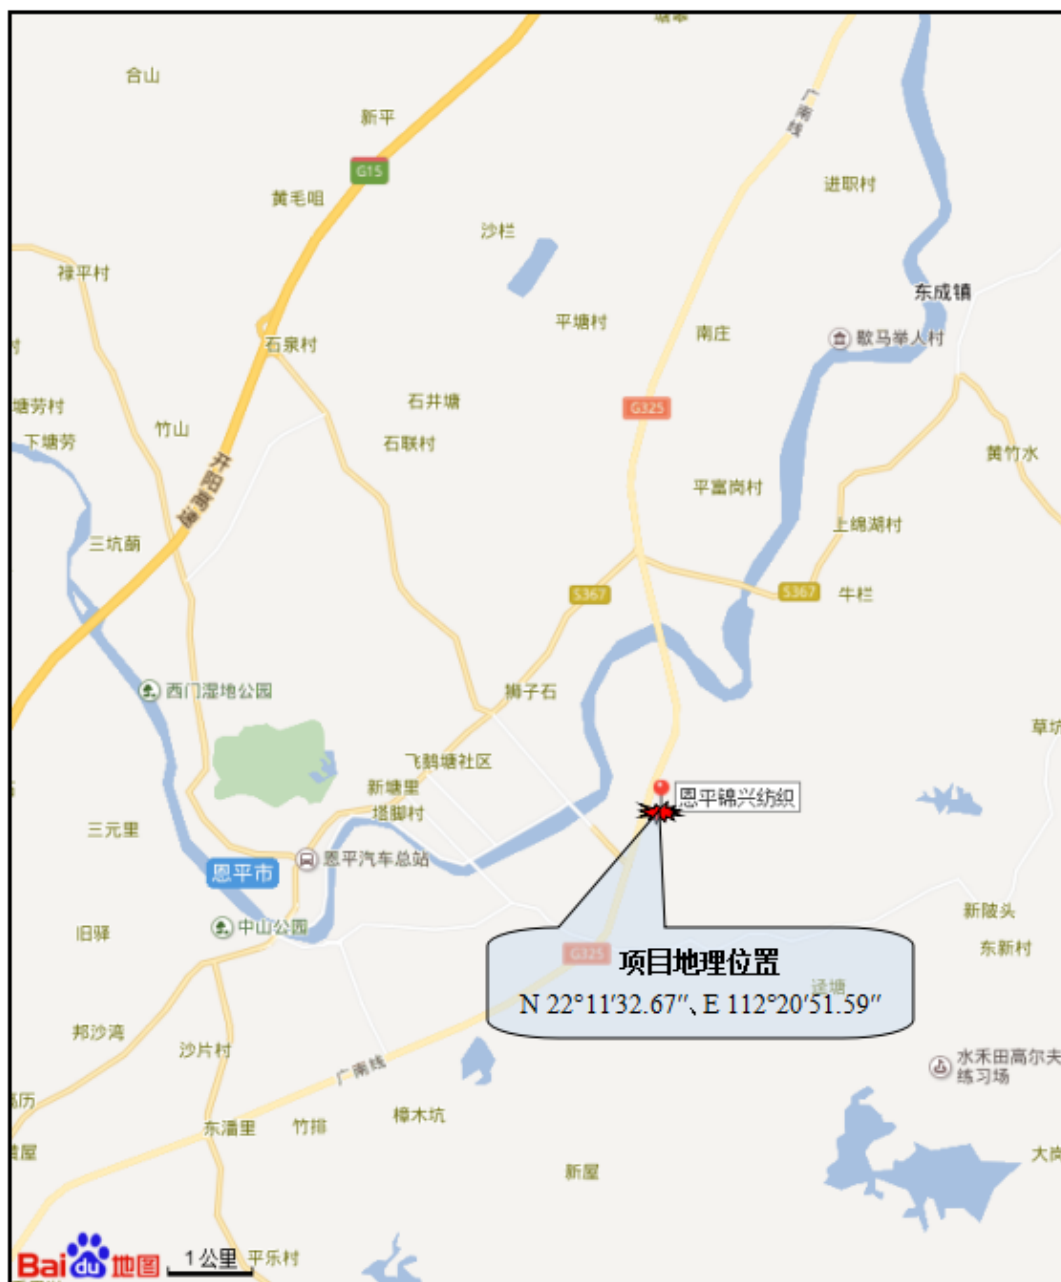 合山
新平
G15
黄毛咀
广南线
进职村
沙栏
禄平村
东成镇
平塘村
南庄
歇马举人村
石泉村
G325
塘劳村
石井塘
竹山
下塘劳
石联村
黄竹水
开阳高速
平富岗村
上绵湖村
三坑萌
S367
S367
牛栏
西门湿地公园
狮子石
草坑
飞鹅塘社区
新塘里
恩平锦兴纺织
塔脚村
三元里
恩平汽车总站
恩平市
新陂头
中山公园
旧驿
东新村
G325
项目地理位置
N 22°11′32.67″、E 112°20′51.59″
迳塘
邦沙湾
沙片村
水禾田高尔夫
练习场
广南线
樟木坑
东潘里
竹排
大岗
新屋
Bai du 地图
1 公里
平乐村